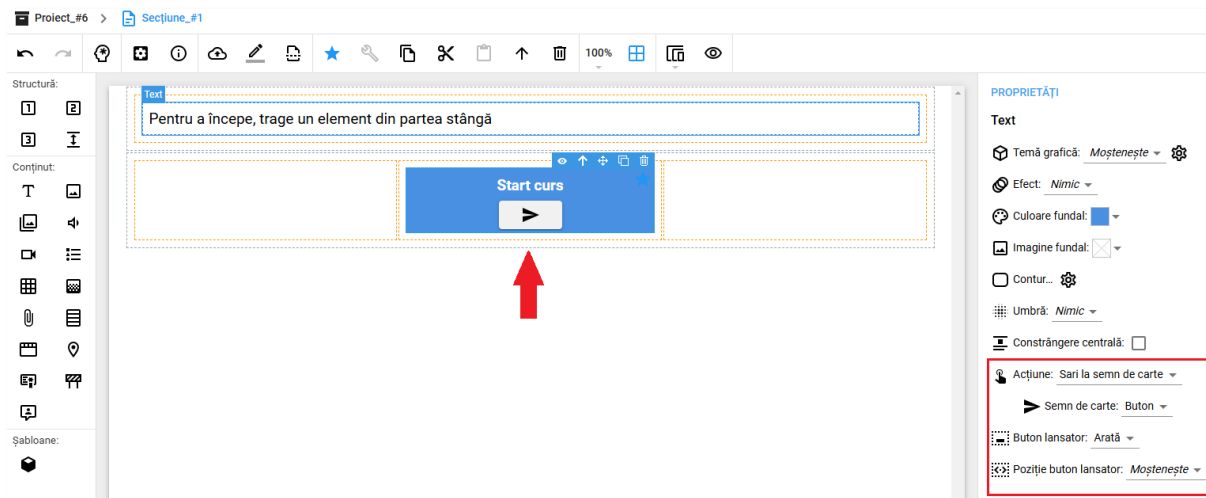 Proiect_#6 > Secțiune_#1
100%
Structură:
1 2
3
Conținut:
T
Șabloane:
Text
Pentru a începe, trage un element din partea stângă
Start curs
PROPRIETĂȚI
Text
Temă grafică: Moștenește
Efect: Nimic
Culoare fundal:
Imagine fundal:
Contur...
Umbră: Nimic
Constrângere centrală:
Acțiune: Sari la semn de carte
Semn de carte: Buton
Buton lansator: Arată
Poziție buton lansator: Moștenește